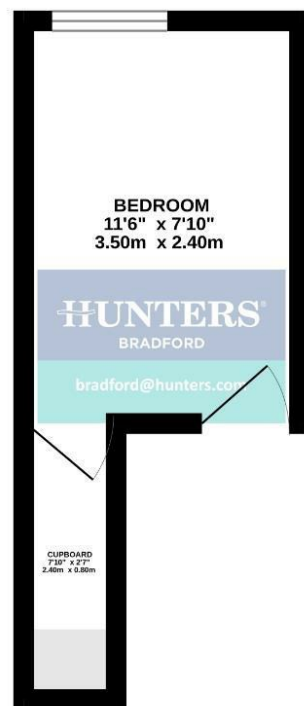 BEDROOM
11'6" x 7'10"
3.50m x 2.40m
HUNTERS®
BRADFORD
bradford@hunters.com
CUPBOARD
7'10" x 2'7"
2.40m x 0.80m